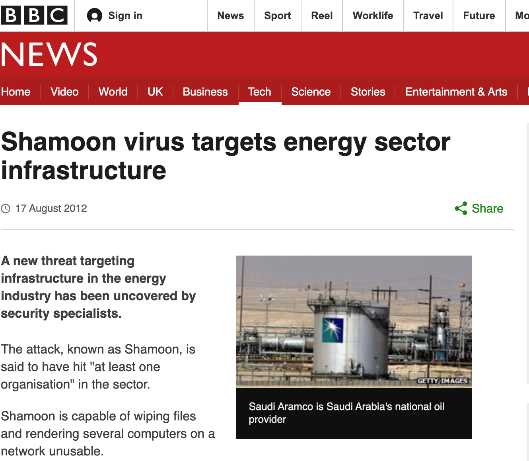 BBC Sign in News Sport Reel Worklife Travel Future Mo
NEWS
Home Video World UK Business Tech Science Stories Entertainment & Arts
Shamoon virus targets energy sector
infrastructure
17 August 2012
Share
A new threat targeting
infrastructure in the energy
industry has been uncovered by
security specialists.
The attack, known as Shamoon, is
said to have hit "at least one
organisation" in the sector.
Shamoon is capable of wiping files
and rendering several computers on a
network unusable.
GETTY IMAGES
Saudi Aramco is Saudi Arabia's national oil
provider